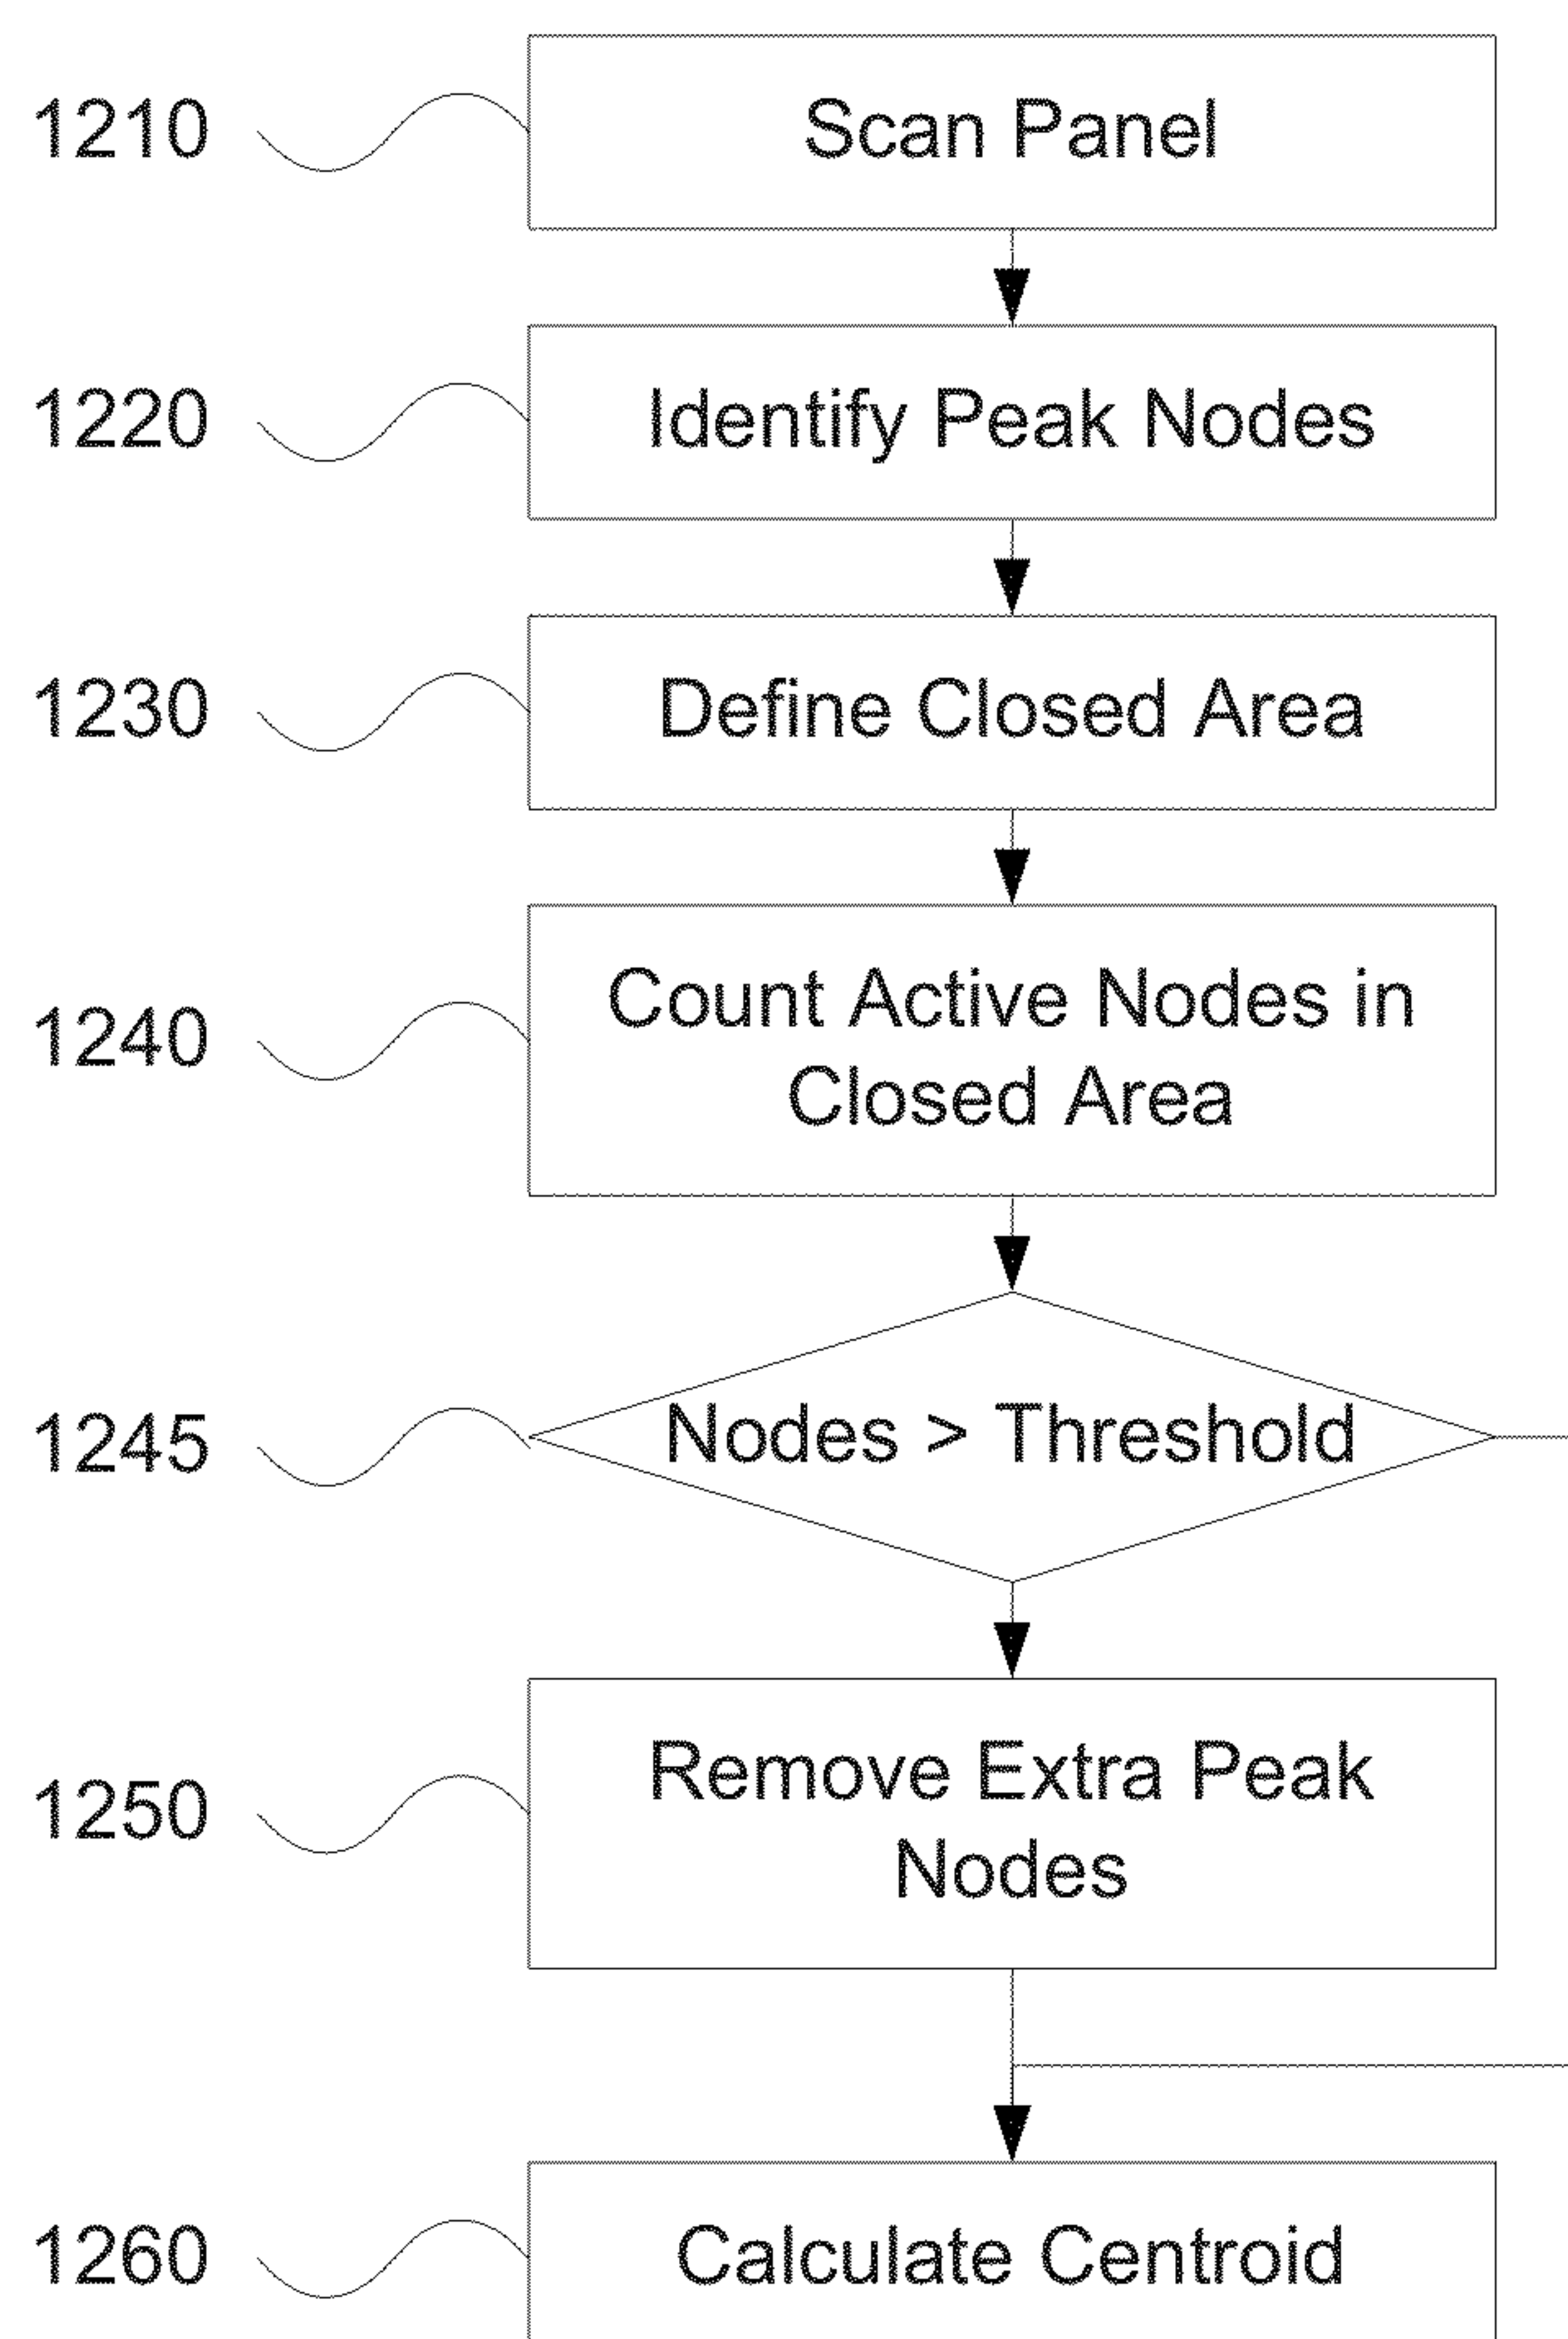 1210 Scan Panel
1220 Identify Peak Nodes
1230 Define Closed Area
1240 Count Active Nodes in
Closed Area
1245 Nodes > Threshold
1250 Remove Extra Peak
Nodes
1260 Calculate Centroid